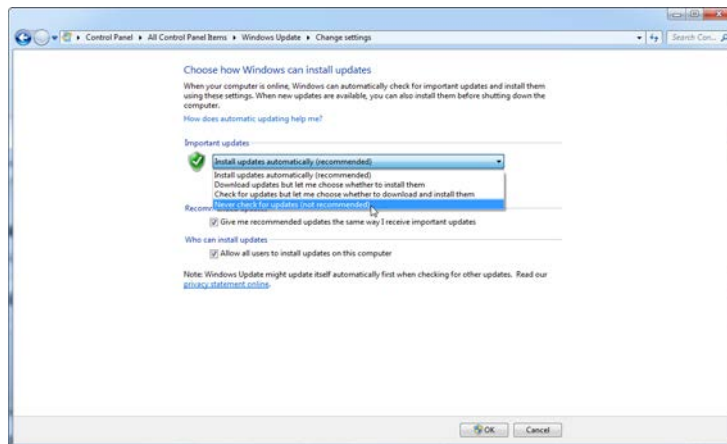 Control Panel ▸ All Control Panel Items ▸ Windows Update ▸ Change settings
Search Con...
Choose how Windows can install updates
When your computer is online, Windows can automatically check for important updates and install them
using these settings. When new updates are available, you can also install them before shutting down the
computer.
How does automatic updating help me?
Important updates
Install updates automatically (recommended)
Install updates automatically (recommended)
Download updates but let me choose whether to install them
Check for updates but let me choose whether to download and install them
Never check for updates (not recommended)
Recomm
Give me recommended updates the same way I receive important updates
Who can install updates
Allow all users to install updates on this computer
Note: Windows Update might update itself automatically first when checking for other updates. Read our
privacy statement online.
OK
Cancel